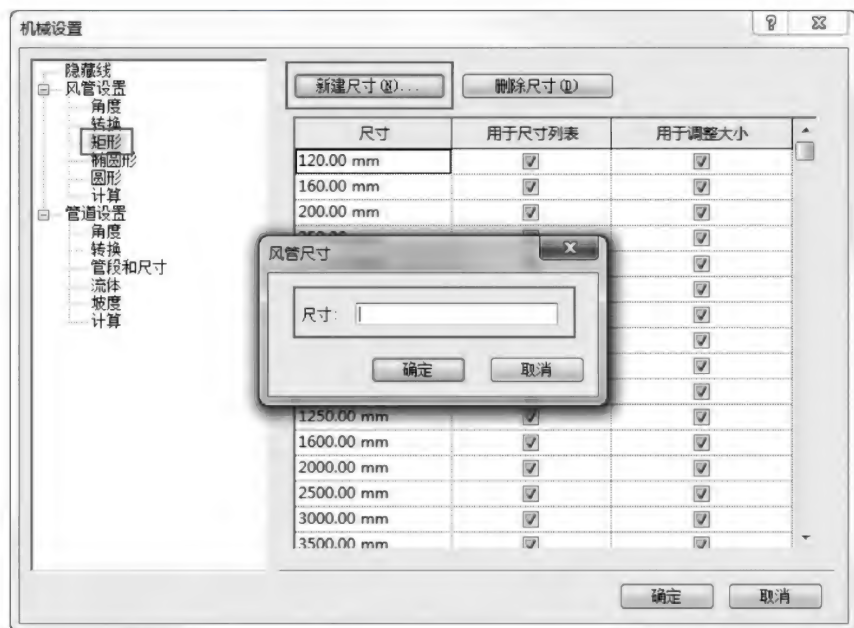 机械设置
隐藏线
风管设置
角度
转换
矩形
椭圆形
圆形
计算
管道设置
角度
转换
管段和尺寸
流体
坡度
计算
新建尺寸(N)...
删除尺寸(D)
尺寸 用于尺寸列表 用于调整大小
120.00 mm
160.00 mm
200.00 mm
风管尺寸
尺寸:
确定 取消
1250.00 mm
1600.00 mm
2000.00 mm
2500.00 mm
3000.00 mm
3500.00 mm
确定 取消